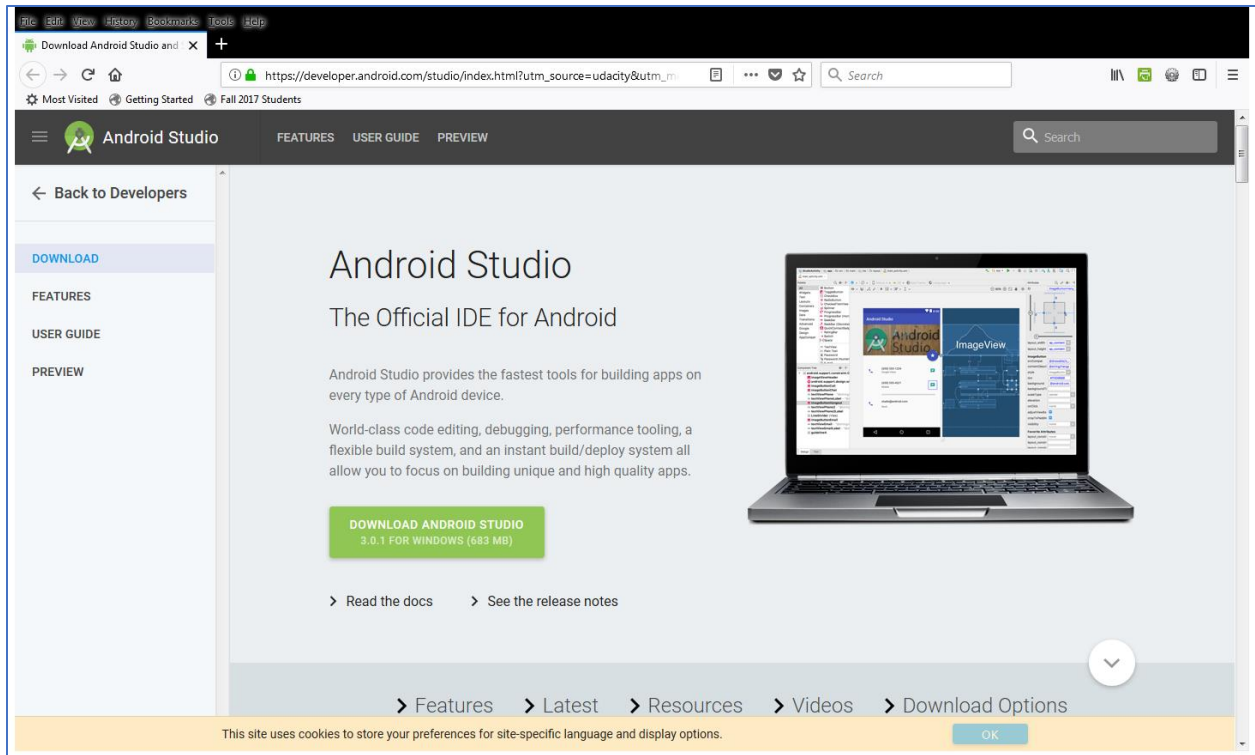 File Edit View History Bookmarks Tools Help
Download Android Studio and
https://developer.android.com/studio/index.html?utm_source=udacity&utm_m
Search
Most Visited Getting Started Fall 2017 Students
Android Studio FEATURES USER GUIDE PREVIEW Search
Back to Developers
DOWNLOAD
FEATURES
USER GUIDE
PREVIEW
Android Studio
The Official IDE for Android
Android Studio provides the fastest tools for building apps on
every type of Android device.
World-class code editing, debugging, performance tooling, a
flexible build system, and an instant build/deploy system all
allow you to focus on building unique and high quality apps.
DOWNLOAD ANDROID STUDIO
3.0.1 FOR WINDOWS (683 MB)
Read the docs See the release notes
Android Studio
Android
Studio
ImageView
Features Latest Resources Videos Download Options
This site uses cookies to store your preferences for site-specific language and display options.
OK